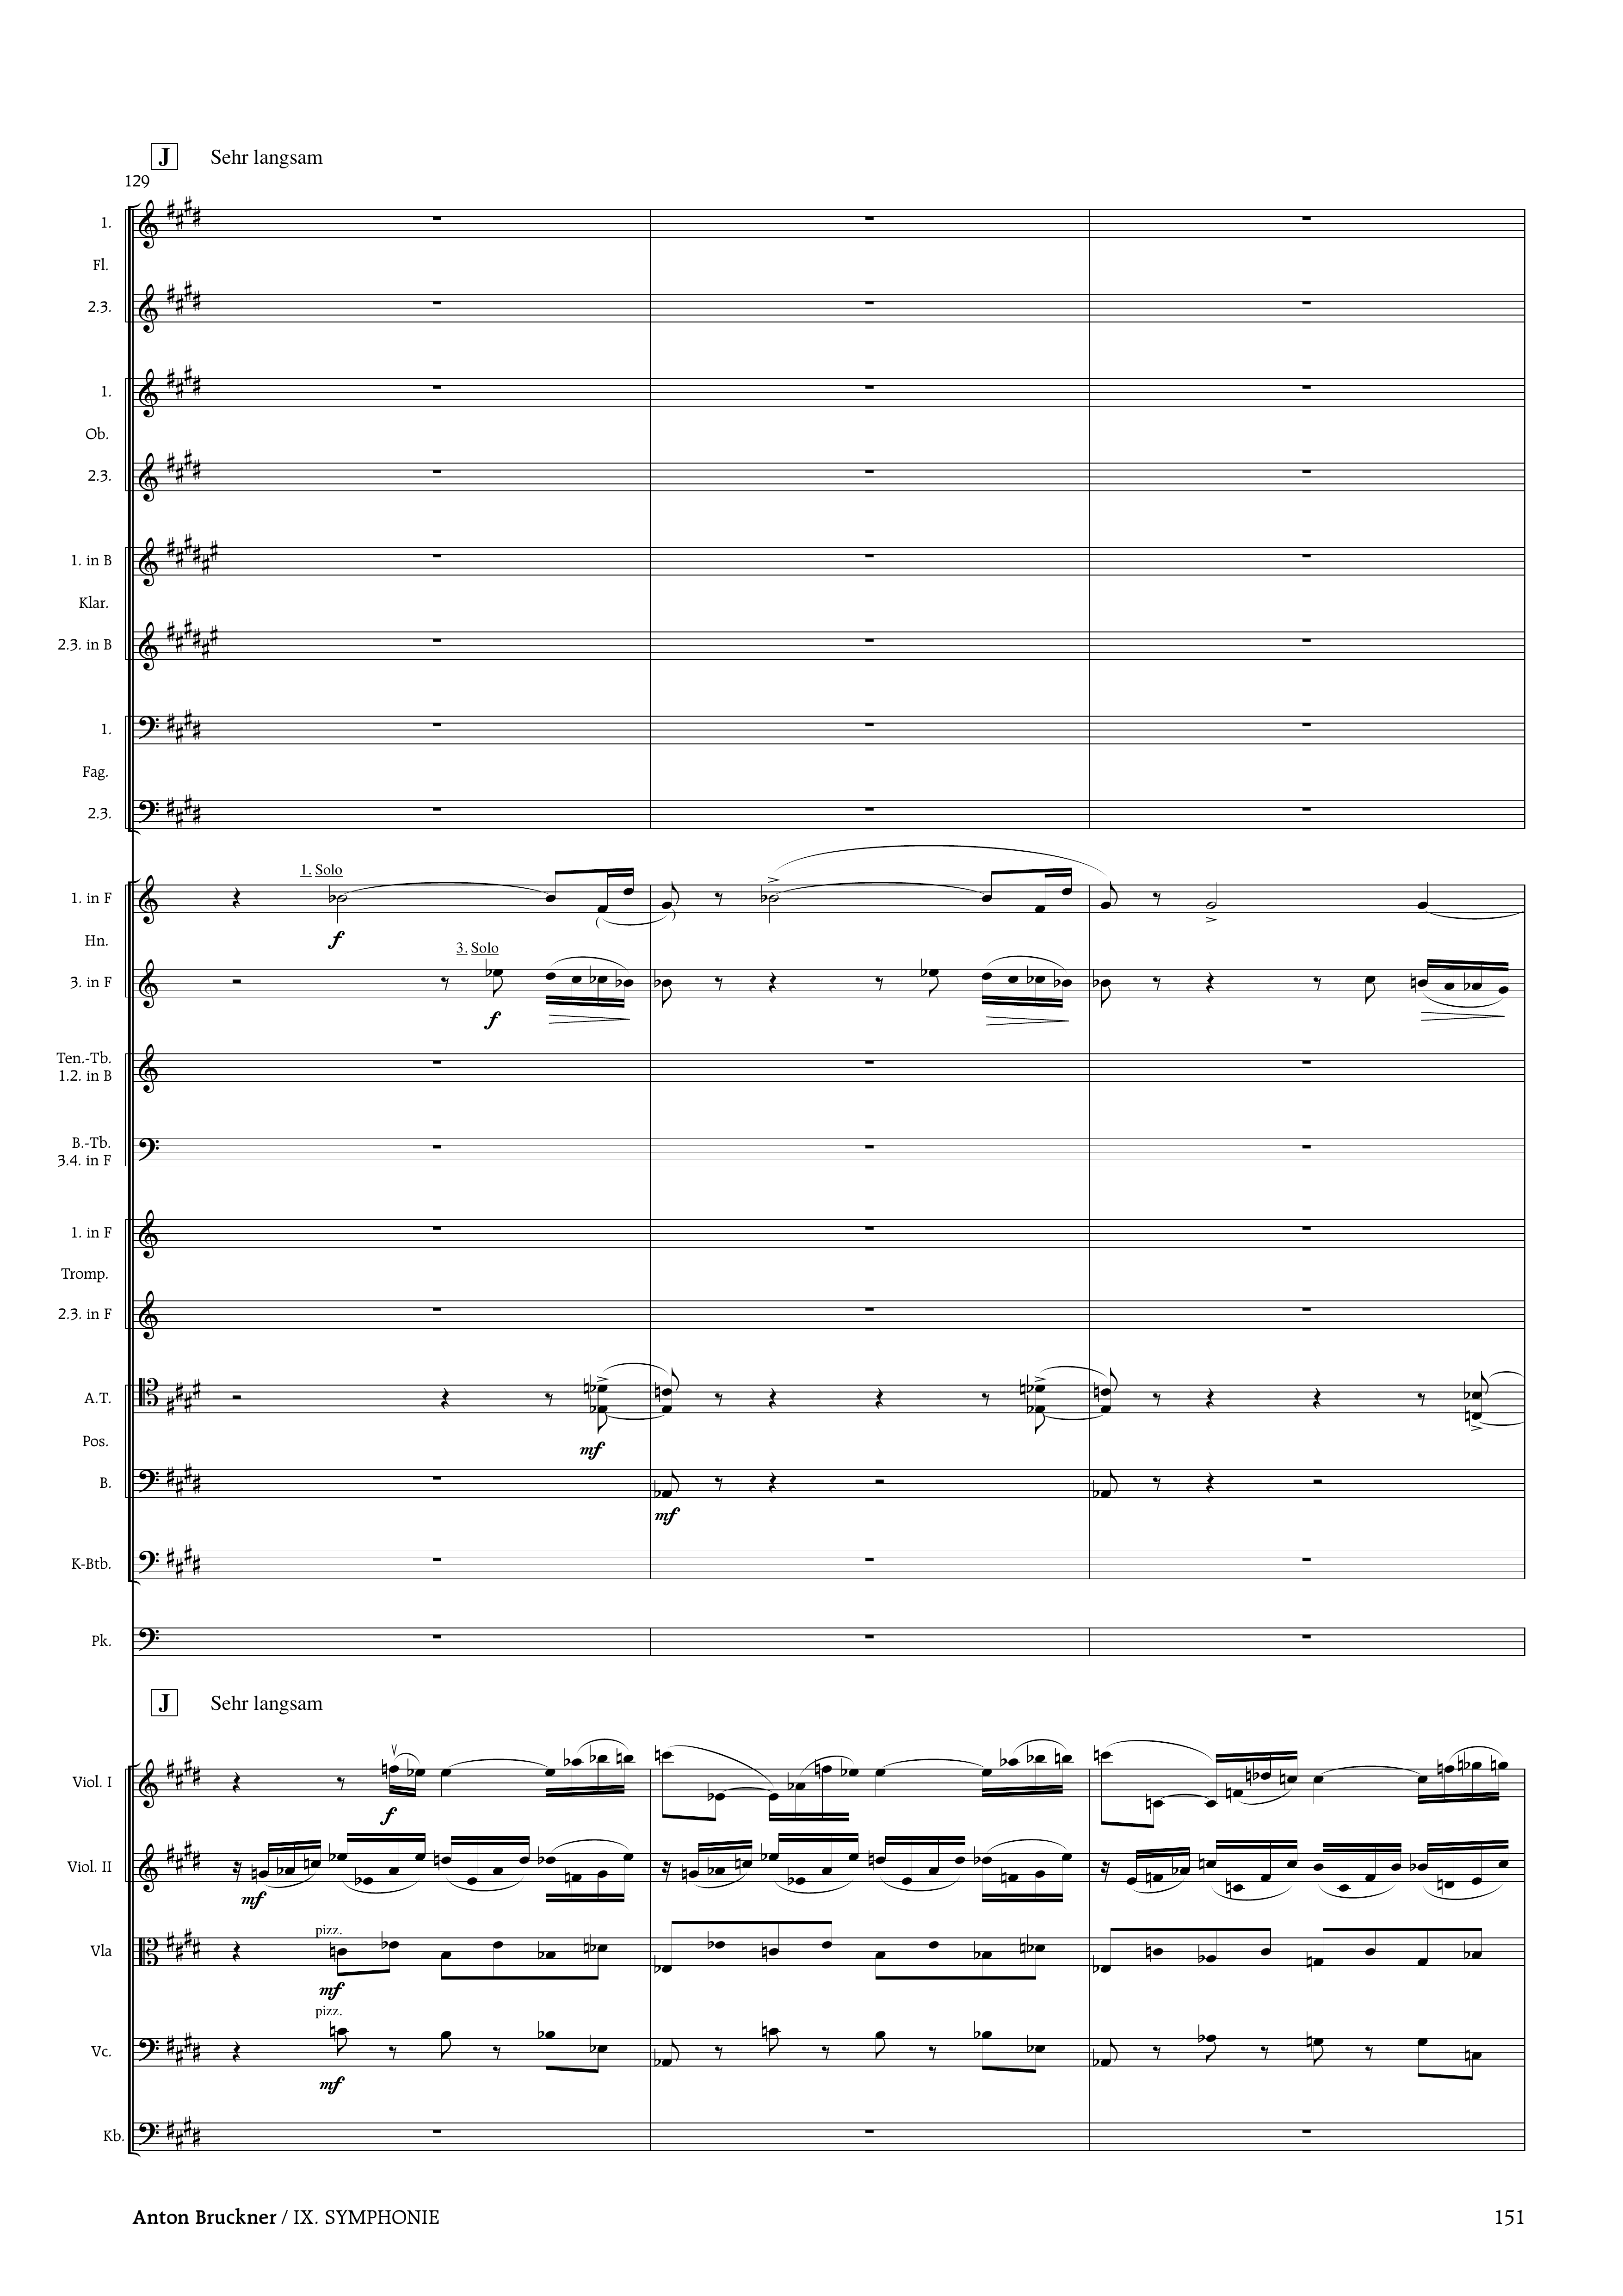 J Sehr langsam
129
1.
Fl.
2.3.
1.
Ob.
2.3.
1. in B
Klar.
2.3. in B
1.
Fag.
2.3.
1. Solo
1. in F
f
Hn.
3. Solo
3. in F
f
Ten.-Tb.
1.2. in B
B.-Tb.
3.4. in F
1. in F
Tromp.
2.3. in F
A.T.
Pos.
mf
B.
mf
K-Btb.
Pk.
J Sehr langsam
Viol. I
f
Viol. II
mf
pizz.
Vla
mf
pizz.
Vc.
mf
Kb.
Anton Bruckner / IX. SYMPHONIE 151